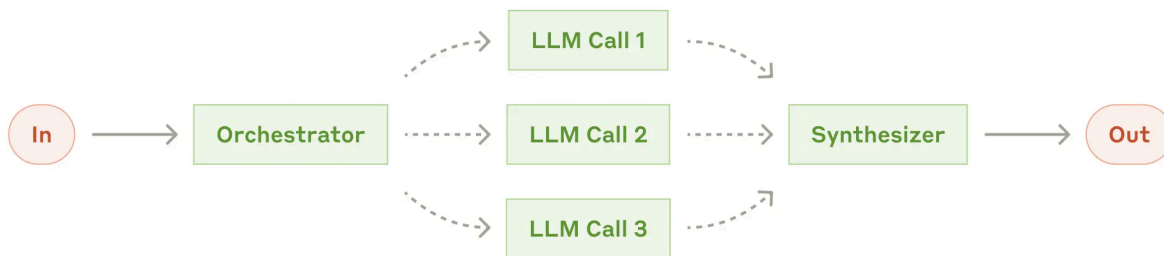 In
Orchestrator
LLM Call 1
LLM Call 2
LLM Call 3
Synthesizer
Out